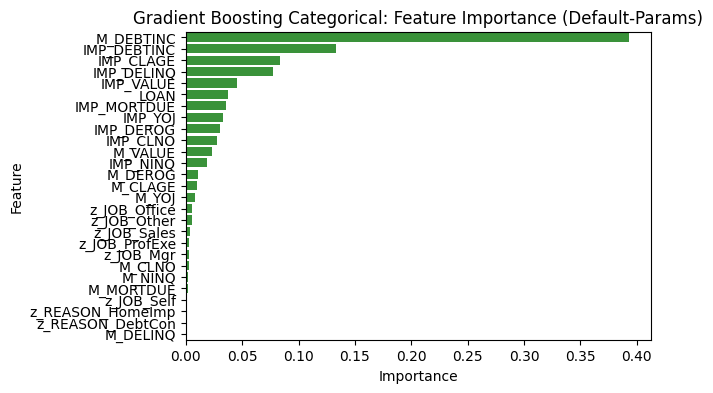 Gradient Boosting Categorical: Feature Importance (Default-Params)
M_DEBTINC
IMP_DEBTINC
IMP_CLAGE
IMP_DELINQ
IMP_VALUE
LOAN
IMP_MORTDUE
IMP_YOJ
IMP_DEROG
IMP_CLNO
M_VALUE
IMP_NINQ
M_DEROG
M_CLAGE
M_YOJ
z_JOB_Office
z_JOB_Other
z_JOB_Sales
z_JOB_ProfExe
z_JOB_Mgr
M_CLNO
M_NINQ
M_MORTDUE
z_JOB_Self
z_REASON_HomeImp
z_REASON_DebtCon
M_DELINQ
Feature
0.00 0.05 0.10 0.15 0.20 0.25 0.30 0.35 0.40
Importance